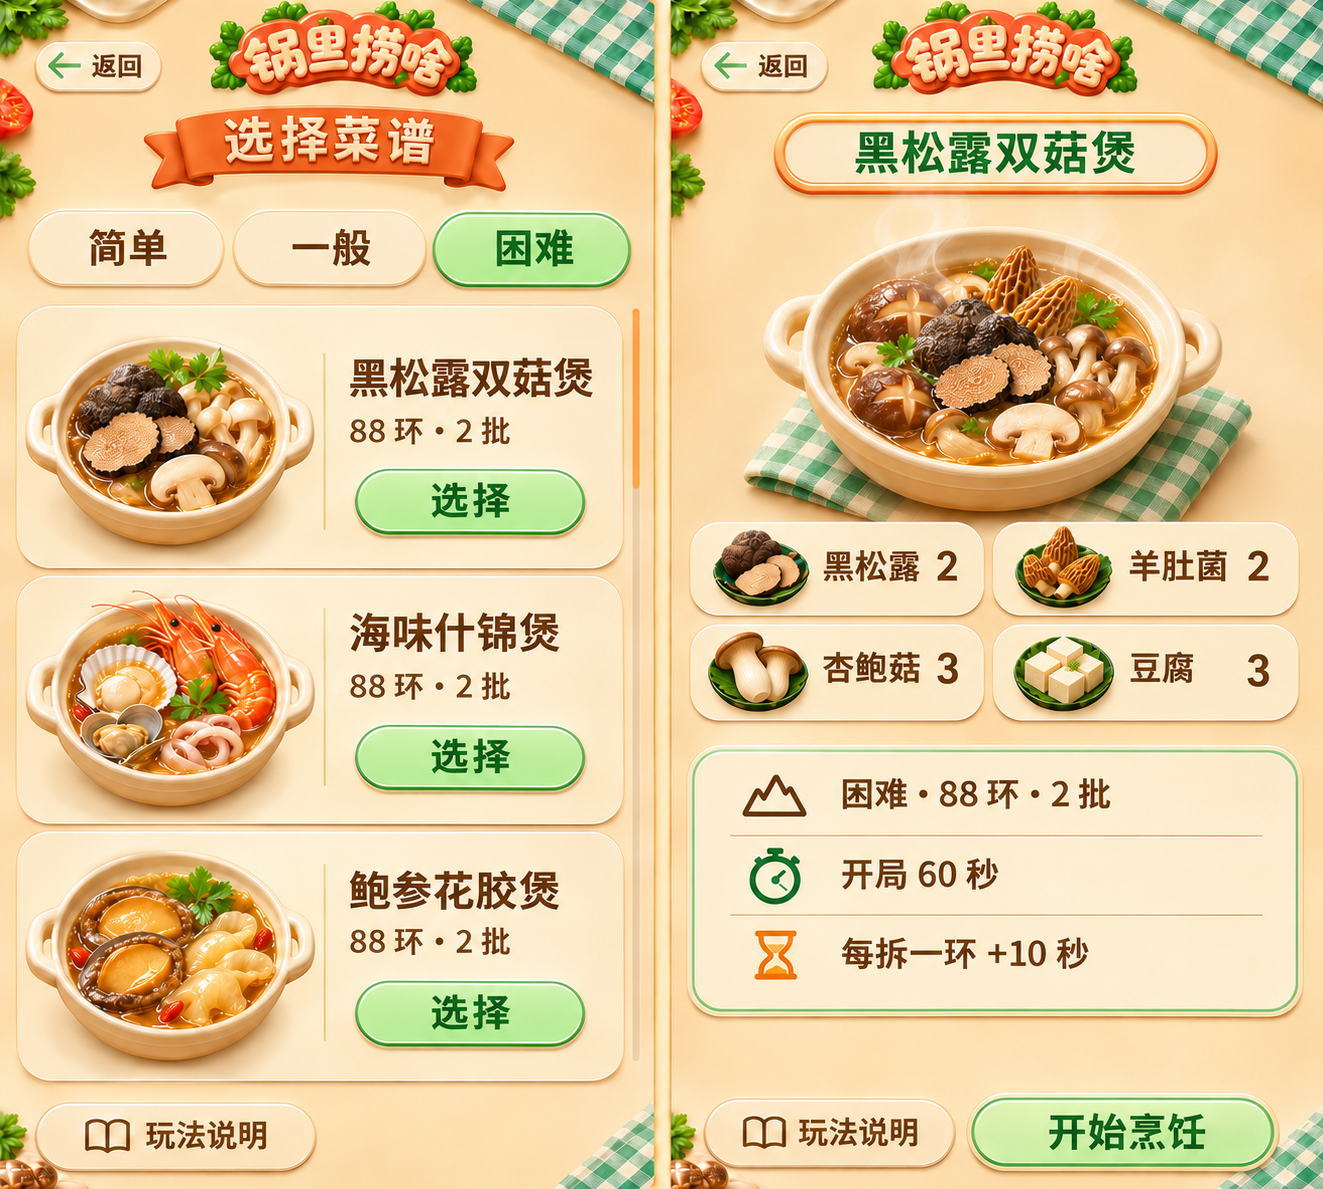 返回
锅里捞啥
选择菜谱
简单
一般
困难
黑松露双菇煲
88 环·2 批
选择
海味什锦煲
88 环·2 批
选择
鲍参花胶煲
88 环·2 批
选择
玩法说明
返回
锅里捞啥
黑松露双菇煲
黑松露 2
羊肚菌 2
杏鲍菇 3
豆腐 3
困难·88 环·2 批
开局 60 秒
每拆一环 +10 秒
玩法说明
开始烹饪